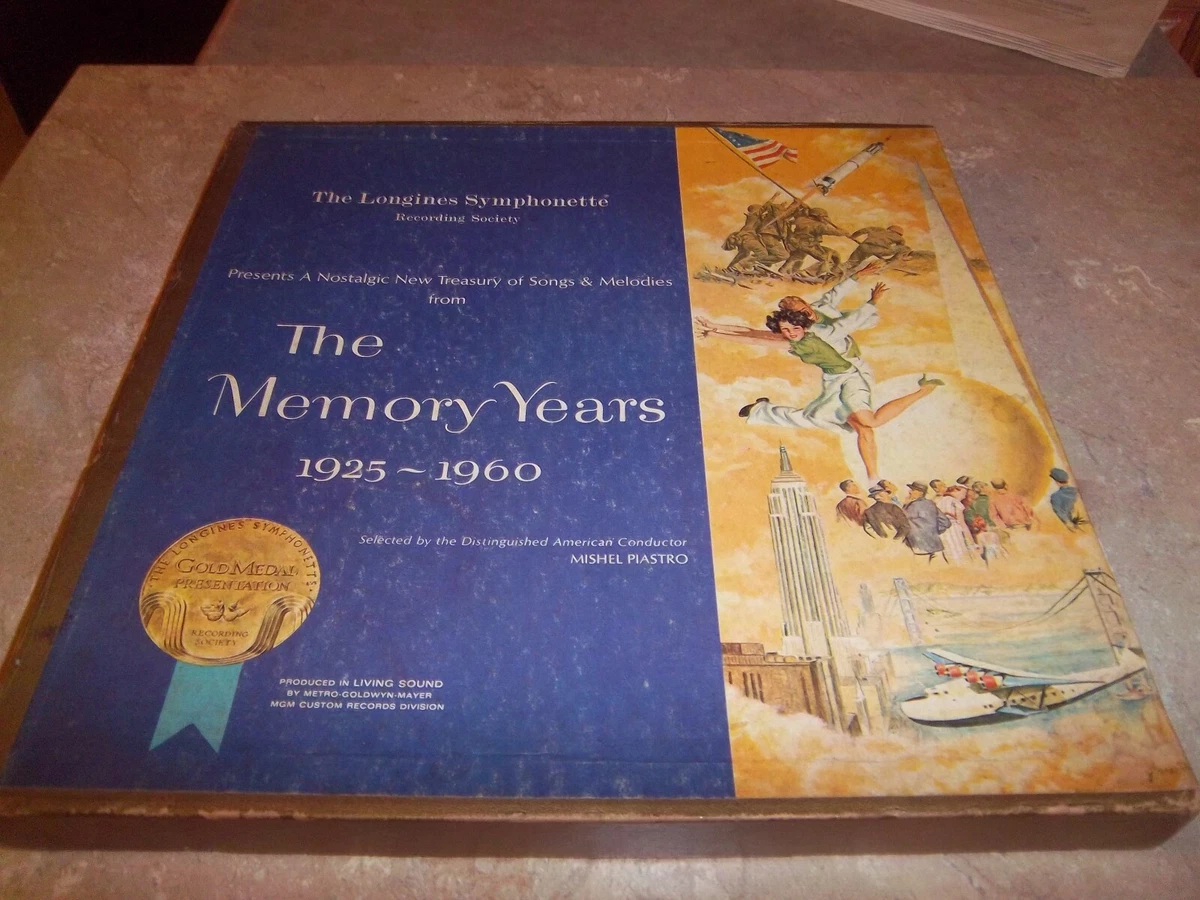 The Longines Symphonette
Recording Society
Presents A Nostalgic New Treasury of Songs & Melodies
from
The
Memory Years
1925~1960
Selected by the Distinguished American Conductor
MISHEL PIASTRO
THE LONGINES SYMPHONETTE
GOLD MEDAL
PRESENTATION
RECORDING
SOCIETY
PRODUCED IN LIVING SOUND
BY METRO-GOLDWYN-MAYER
MGM CUSTOM RECORDS DIVISION